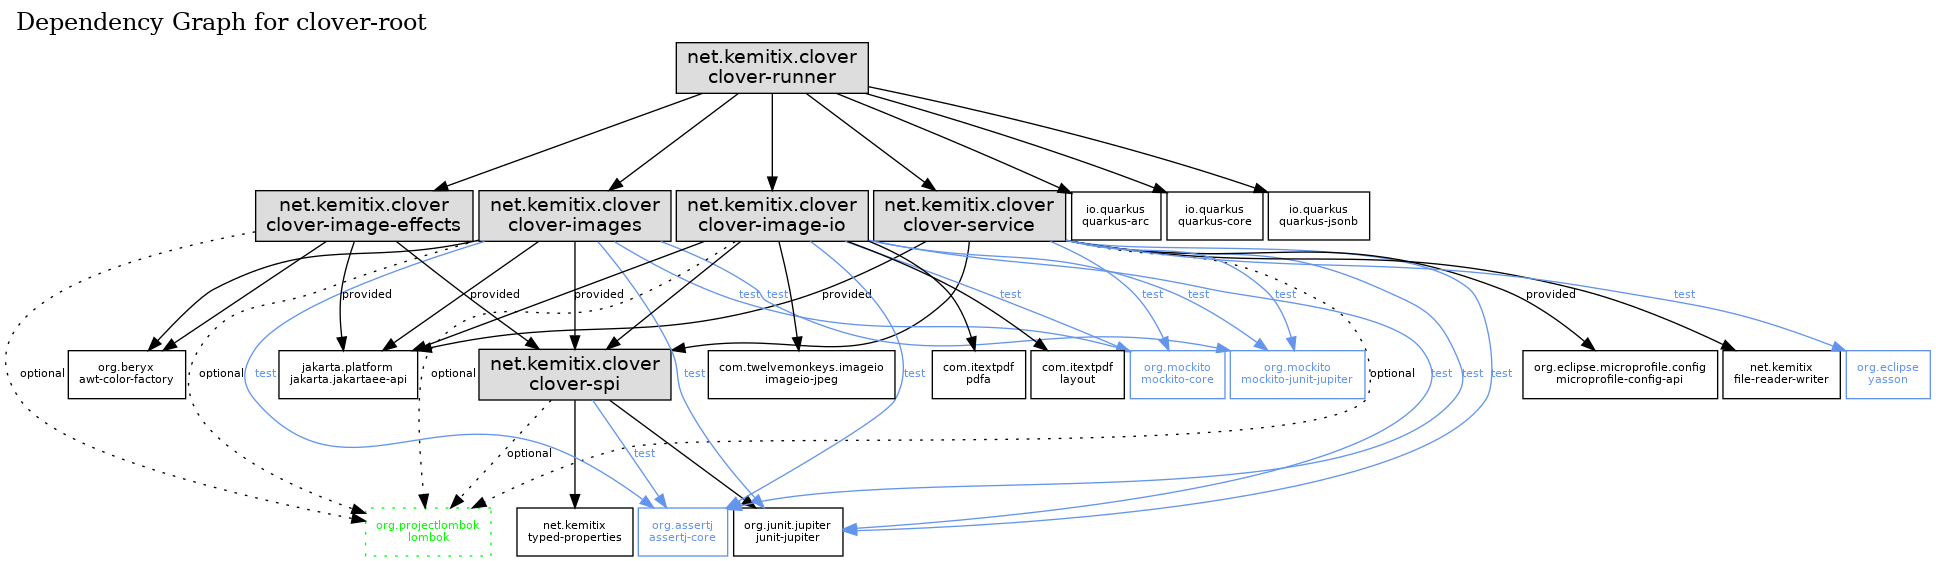 Dependency Graph for clover-root
net.kemitix.clover
clover-runner
net.kemitix.clover
clover-image-effects
net.kemitix.clover
clover-images
net.kemitix.clover
clover-image-io
net.kemitix.clover
clover-service
io.quarkus
quarkus-arc
io.quarkus
quarkus-core
io.quarkus
quarkus-jsonb
provided
provided
provided
test
test
provided
test
test
test
provided
test
org.beryx
awt-color-factory
jakarta.platform
jakarta.jakartaee-api
net.kemitix.clover
clover-spi
com.twelvemonkeys.imageio
imageio-jpeg
com.itextpdf
pdfa
com.itextpdf
layout
org.mockito
mockito-core
org.mockito
mockito-junit-jupiter
org.eclipse.microprofile.config
microprofile-config-api
net.kemitix
file-reader-writer
org.eclipse
yasson
optional
optional
test
optional
test
test
optional
test
test
test
optional
test
org.projectlombok
lombok
net.kemitix
typed-properties
org.assertj
assertj-core
org.junit.jupiter
junit-jupiter